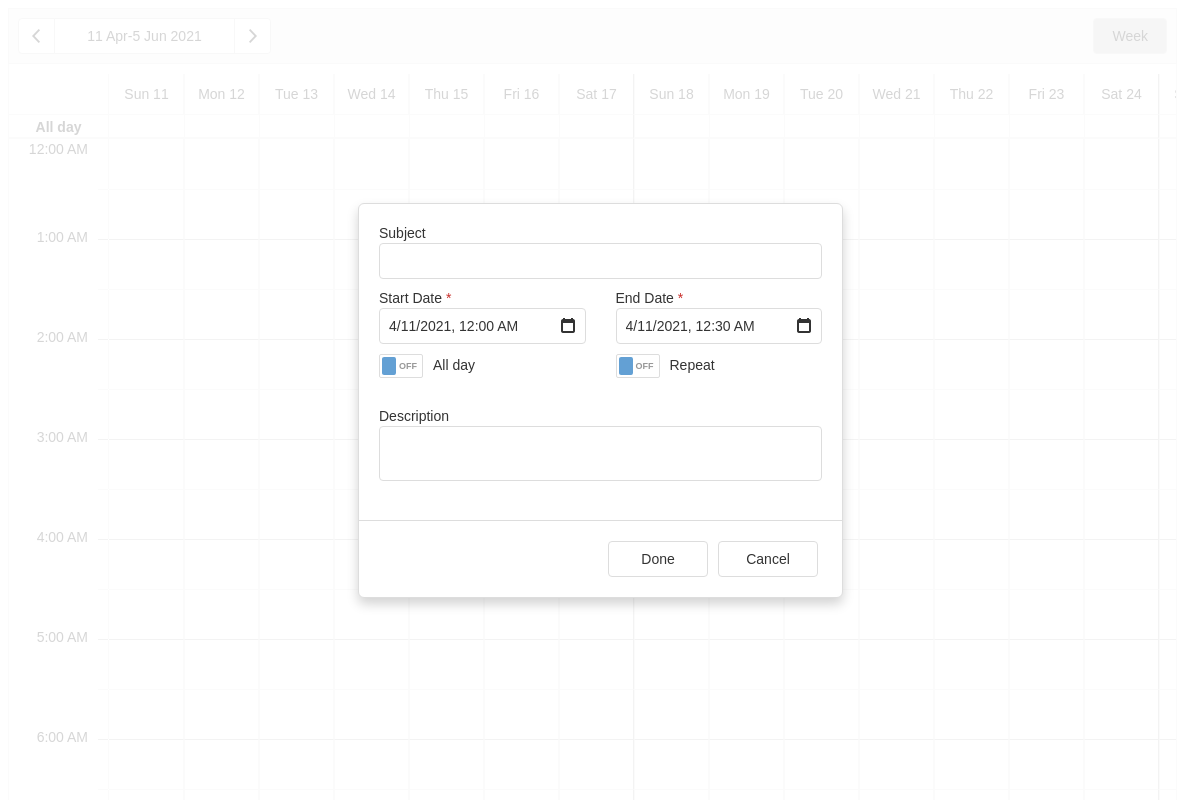 11 Apr-5 Jun 2021 Week
Sun 11 Mon 12 Tue 13 Wed 14 Thu 15 Fri 16 Sat 17 Sun 18 Mon 19 Tue 20 Wed 21 Thu 22 Fri 23 Sat 24
All day
12:00 AM
1:00 AM
2:00 AM
3:00 AM
4:00 AM
5:00 AM
6:00 AM
Subject
Start Date * End Date *
4/11/2021, 12:00 AM 4/11/2021, 12:30 AM
OFF All day OFF Repeat
Description
Done Cancel